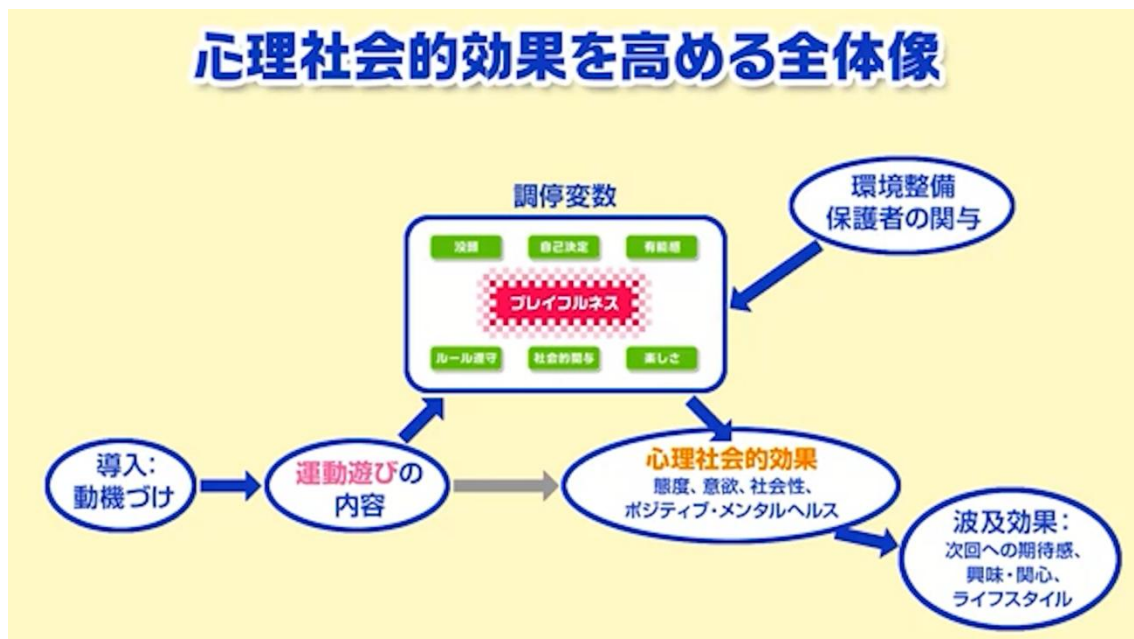 心理社会的効果を高める全体像
環境整備
保護者の関与
調停変数
没頭
自己決定
有能感
プレイフルネス
ルール遵守
社会的関与
楽しさ
導入：
動機づけ
運動遊びの
内容
心理社会的効果
態度、意欲、社会性、
ポジティブ・メンタルヘルス
波及効果：
次回への期待感、
興味・関心、
ライフスタイル